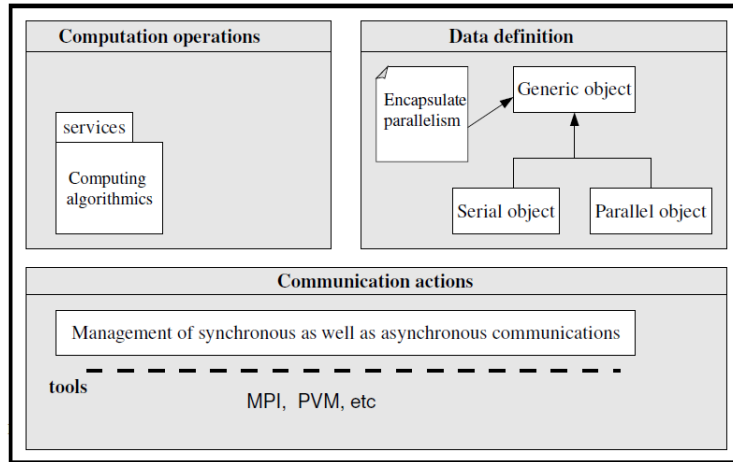 Computation operations
services
Computing
algorithmics
Data definition
Encapsulate
parallelism
Generic object
Serial object
Parallel object
Communication actions
Management of synchronous as well as asynchronous communications
tools
MPI, PVM, etc